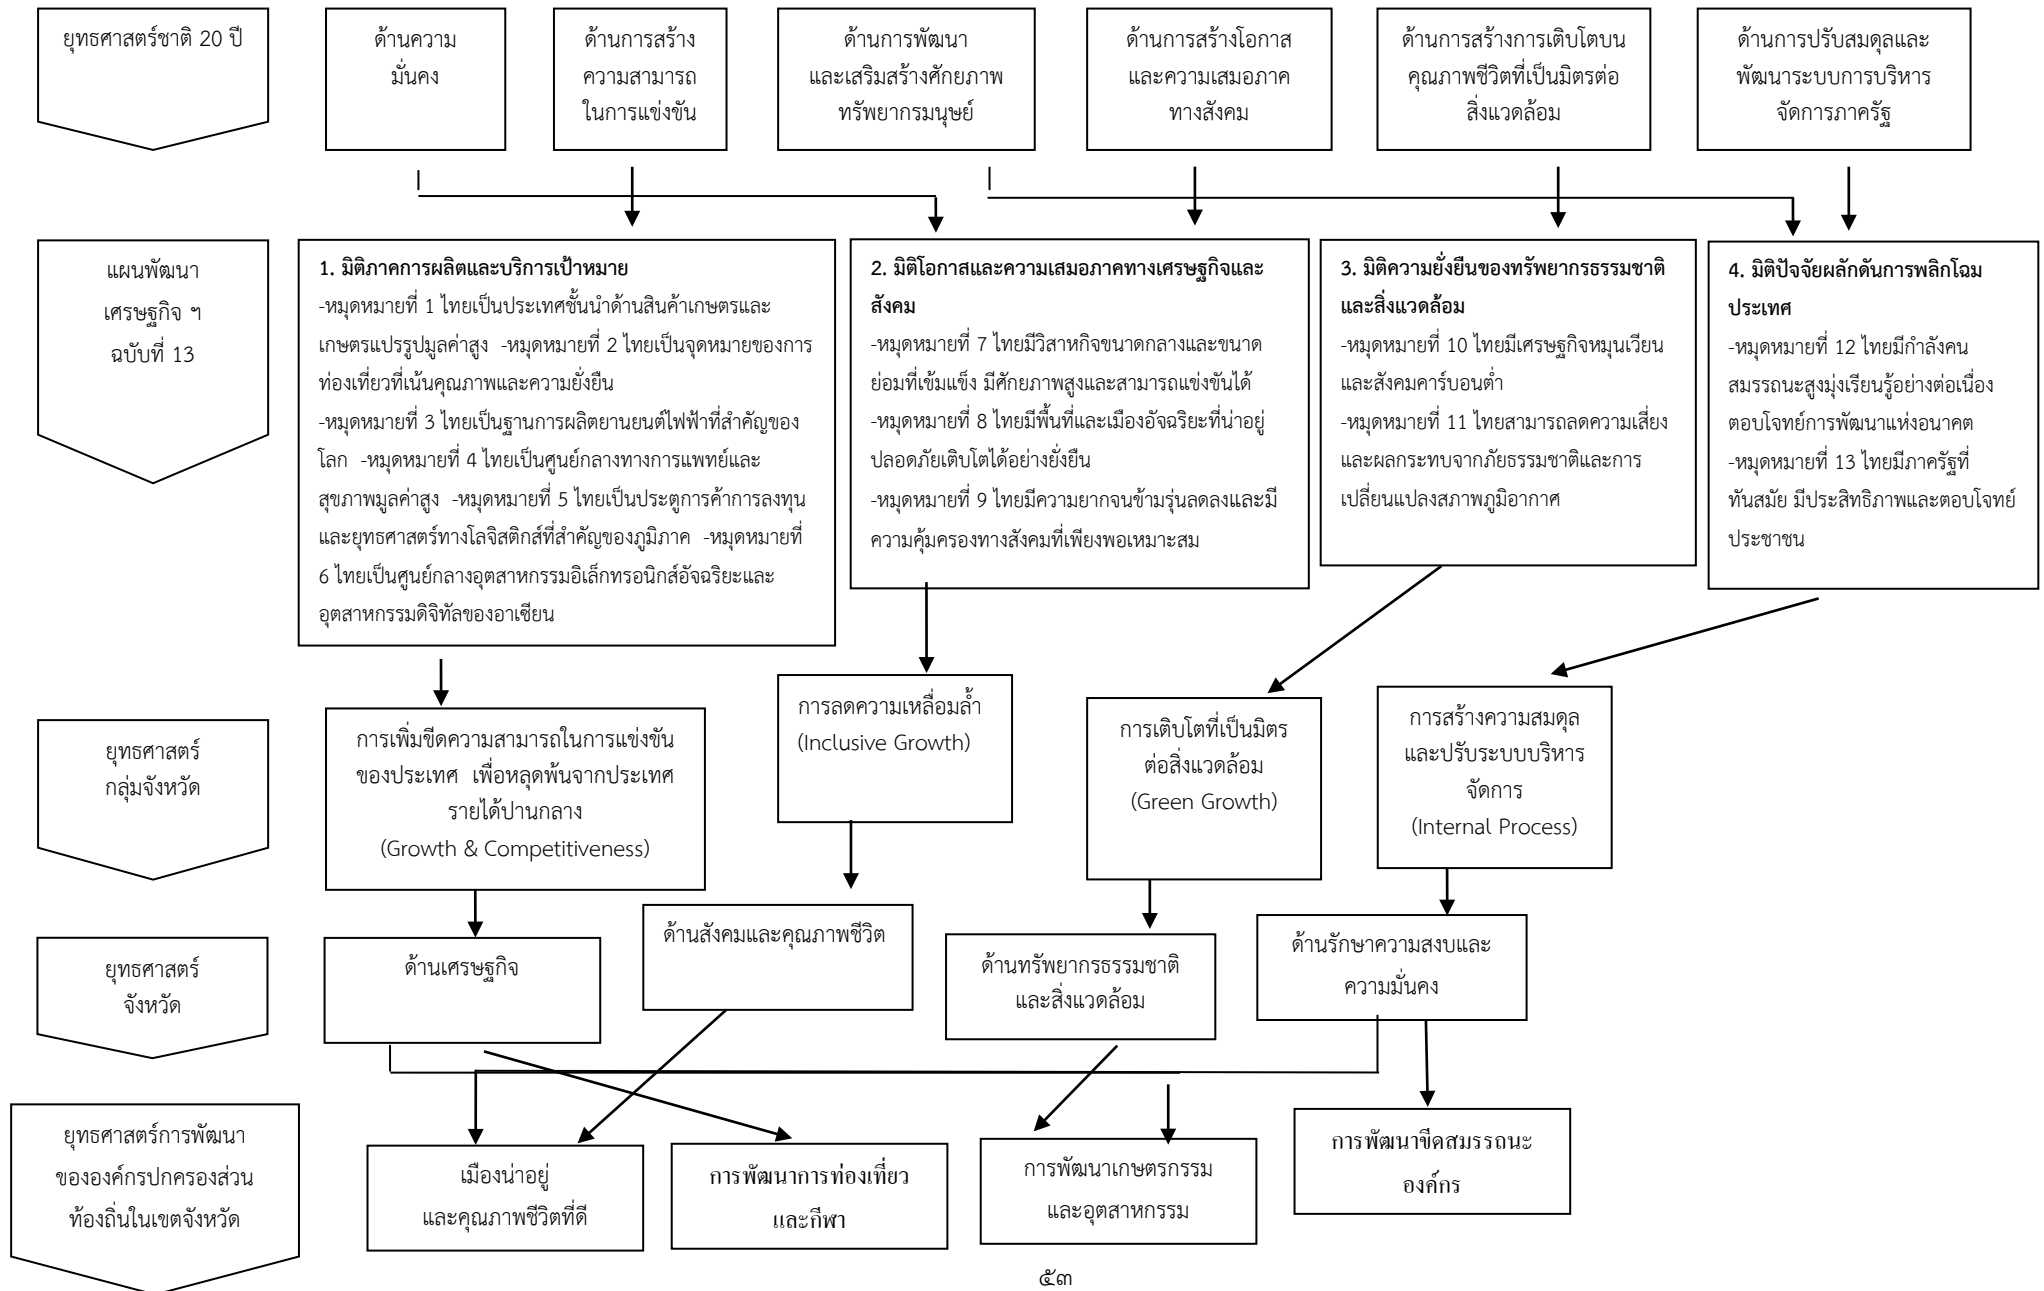 ยุทธศาสตร์ชาติ 20 ปี
ด้านความ
มั่นคง
ด้านการสร้าง
ความสามารถ
ในการแข่งขัน
ด้านการพัฒนา
และเสริมสร้างศักยภาพ
ทรัพยากรมนุษย์
ด้านการสร้างโอกาส
และความเสมอภาค
ทางสังคม
ด้านการสร้างการเติบโตบน
คุณภาพชีวิตที่เป็นมิตรต่อ
สิ่งแวดล้อม
ด้านการปรับสมดุลและ
พัฒนาระบบการบริหาร
จัดการภาครัฐ
แผนพัฒนา
เศรษฐกิจ ฯ
ฉบับที่ 13
1. มิติภาคการผลิตและบริการเป้าหมาย
-หมุดหมายที่ 1 ไทยเป็นประเทศชั้นนำด้านสินค้าเกษตรและ
เกษตรแปรรูปมูลค่าสูง -หมุดหมายที่ 2 ไทยเป็นจุดหมายของการ
ท่องเที่ยวที่เน้นคุณภาพและความยั่งยืน
-หมุดหมายที่ 3 ไทยเป็นฐานการผลิตยานยนต์ไฟฟ้าที่สำคัญของ
โลก -หมุดหมายที่ 4 ไทยเป็นศูนย์กลางทางการแพทย์และ
สุขภาพมูลค่าสูง -หมุดหมายที่ 5 ไทยเป็นประตูการค้าการลงทุน
และยุทธศาสตร์ทางโลจิสติกส์ที่สำคัญของภูมิภาค -หมุดหมายที่
6 ไทยเป็นศูนย์กลางอุตสาหกรรมอิเล็กทรอนิกส์อัจฉริยะและ
อุตสาหกรรมดิจิทัลของอาเซียน
2. มิติโอกาสและความเสมอภาคทางเศรษฐกิจและ
สังคม
-หมุดหมายที่ 7 ไทยมีวิสาหกิจขนาดกลางและขนาด
ย่อมที่เข้มแข็ง มีศักยภาพสูงและสามารถแข่งขันได้
-หมุดหมายที่ 8 ไทยมีพื้นที่และเมืองอัจฉริยะที่น่าอยู่
ปลอดภัยเติบโตได้อย่างยั่งยืน
-หมุดหมายที่ 9 ไทยมีความยากจนข้ามรุ่นลดลงและมี
ความคุ้มครองทางสังคมที่เพียงพอเหมาะสม
3. มิติความยั่งยืนของทรัพยากรธรรมชาติ
และสิ่งแวดล้อม
-หมุดหมายที่ 10 ไทยมีเศรษฐกิจหมุนเวียน
และสังคมคาร์บอนต่ำ
-หมุดหมายที่ 11 ไทยสามารถลดความเสี่ยง
และผลกระทบจากภัยธรรมชาติและการ
เปลี่ยนแปลงสภาพภูมิอากาศ
4. มิติปัจจัยผลักดันการพลิกโฉม
ประเทศ
-หมุดหมายที่ 12 ไทยมีกำลังคน
สมรรถนะสูงมุ่งเรียนรู้อย่างต่อเนื่อง
ตอบโจทย์การพัฒนาแห่งอนาคต
-หมุดหมายที่ 13 ไทยมีภาครัฐที่
ทันสมัย มีประสิทธิภาพและตอบโจทย์
ประชาชน
ยุทธศาสตร์
กลุ่มจังหวัด
การเพิ่มขีดความสามารถในการแข่งขัน
ของประเทศ เพื่อหลุดพ้นจากประเทศ
รายได้ปานกลาง
(Growth & Competitiveness)
การลดความเหลื่อมล้ำ
(Inclusive Growth)
การเติบโตที่เป็นมิตร
ต่อสิ่งแวดล้อม
(Green Growth)
การสร้างความสมดุล
และปรับระบบบริหาร
จัดการ
(Internal Process)
ยุทธศาสตร์
จังหวัด
ด้านเศรษฐกิจ
ด้านสังคมและคุณภาพชีวิต
ด้านทรัพยากรธรรมชาติ
และสิ่งแวดล้อม
ด้านรักษาความสงบและ
ความมั่นคง
ยุทธศาสตร์การพัฒนา
ขององค์กรปกครองส่วน
ท้องถิ่นในเขตจังหวัด
เมืองน่าอยู่
และคุณภาพชีวิตที่ดี
การพัฒนาการท่องเที่ยว
และกีฬา
การพัฒนาเกษตรกรรม
และอุตสาหกรรม
การพัฒนาขีดสมรรถนะ
องค์กร
๕๓